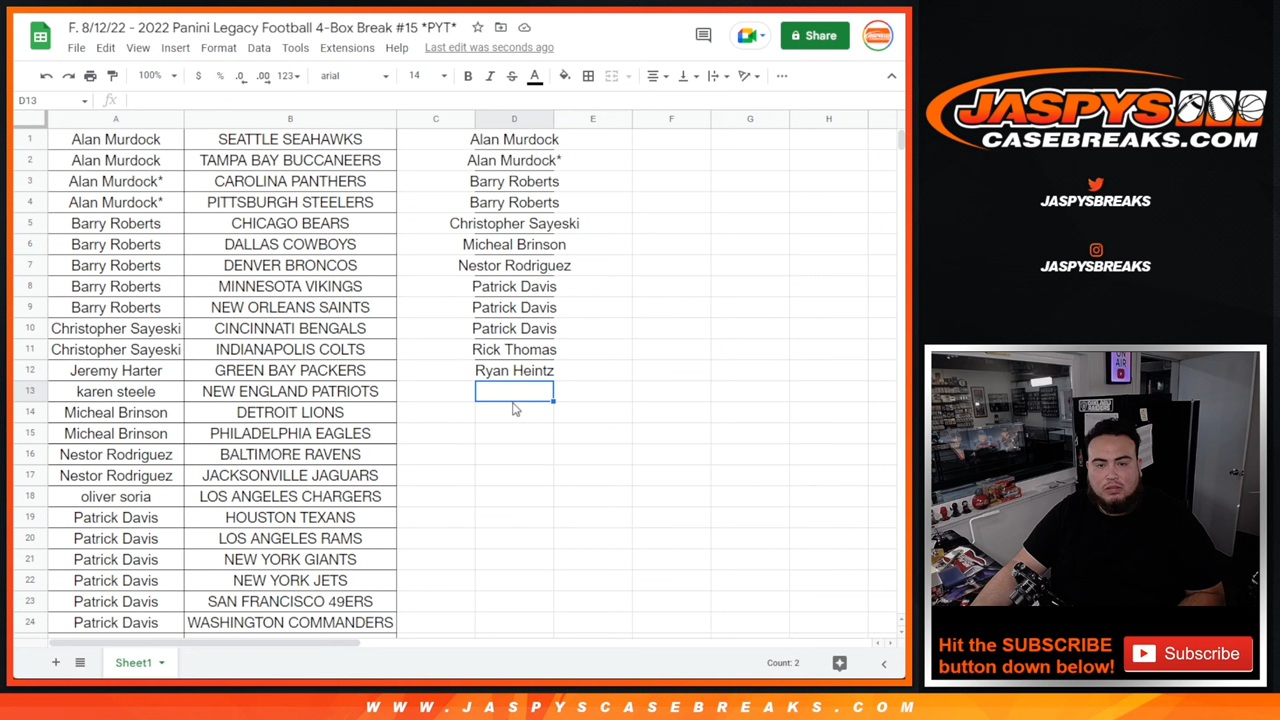 F. 8/12/22 - 2022 Panini Legacy Football 4-Box Break #15 *PYT*
File Edit View Insert Format Data Tools Extensions Help Last edit was seconds ago
Share
100% $ % .0 .00 123 arial 14 B I S A
D13 fx
A B C D E F G H
1 Alan Murdock SEATTLE SEAHAWKS Alan Murdock
2 Alan Murdock TAMPA BAY BUCCANEERS Alan Murdock*
3 Alan Murdock* CAROLINA PANTHERS Barry Roberts
4 Alan Murdock* PITTSBURGH STEELERS Barry Roberts
5 Barry Roberts CHICAGO BEARS Christopher Sayeski
6 Barry Roberts DALLAS COWBOYS Micheal Brinson
7 Barry Roberts DENVER BRONCOS Nestor Rodriguez
8 Barry Roberts MINNESOTA VIKINGS Patrick Davis
9 Barry Roberts NEW ORLEANS SAINTS Patrick Davis
10 Christopher Sayeski CINCINNATI BENGALS Patrick Davis
11 Christopher Sayeski INDIANAPOLIS COLTS Rick Thomas
12 Jeremy Harter GREEN BAY PACKERS Ryan Heintz
13 karen steele NEW ENGLAND PATRIOTS
14 Micheal Brinson DETROIT LIONS
15 Micheal Brinson PHILADELPHIA EAGLES
16 Nestor Rodriguez BALTIMORE RAVENS
17 Nestor Rodriguez JACKSONVILLE JAGUARS
18 oliver soria LOS ANGELES CHARGERS
19 Patrick Davis HOUSTON TEXANS
20 Patrick Davis LOS ANGELES RAMS
21 Patrick Davis NEW YORK GIANTS
22 Patrick Davis NEW YORK JETS
23 Patrick Davis SAN FRANCISCO 49ERS
24 Patrick Davis WASHINGTON COMMANDERS
Sheet1
Count: 2
JASPYS
CASEBREAKS.COM
JASPYSBREAKS
JASPYSBREAKS
ON AIR
Hit the SUBSCRIBE
button down below!
Subscribe
WWW.JASPYSCASEBREAKS.COM